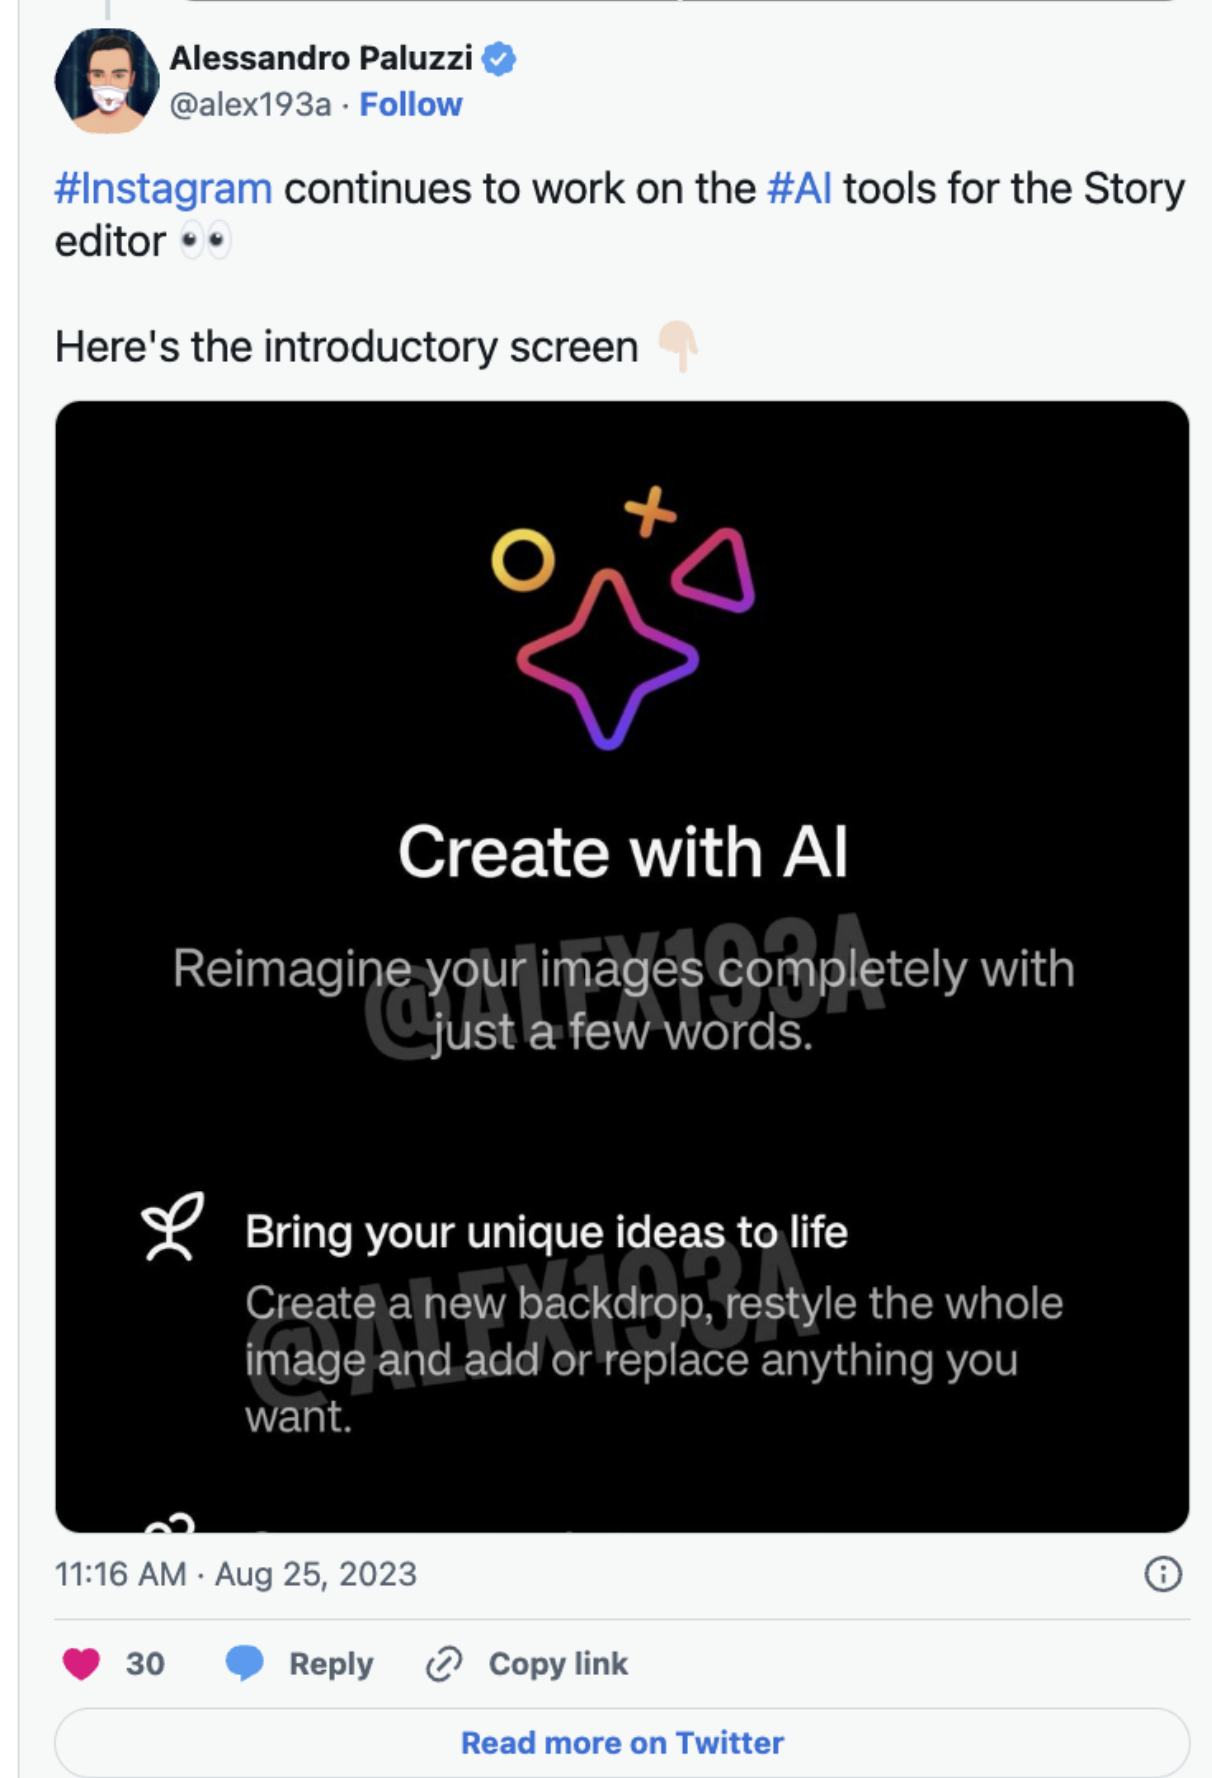 Alessandro Paluzzi
@alex193a · Follow
#Instagram continues to work on the #AI tools for the Story
editor 👀
Here's the introductory screen 👇🏻
Create with AI
@ALEX193A
Reimagine your images completely with
just a few words.
Bring your unique ideas to life
@ALEX193A
Create a new backdrop, restyle the whole
image and add or replace anything you
want.
11:16 AM · Aug 25, 2023
30 Reply Copy link
Read more on Twitter